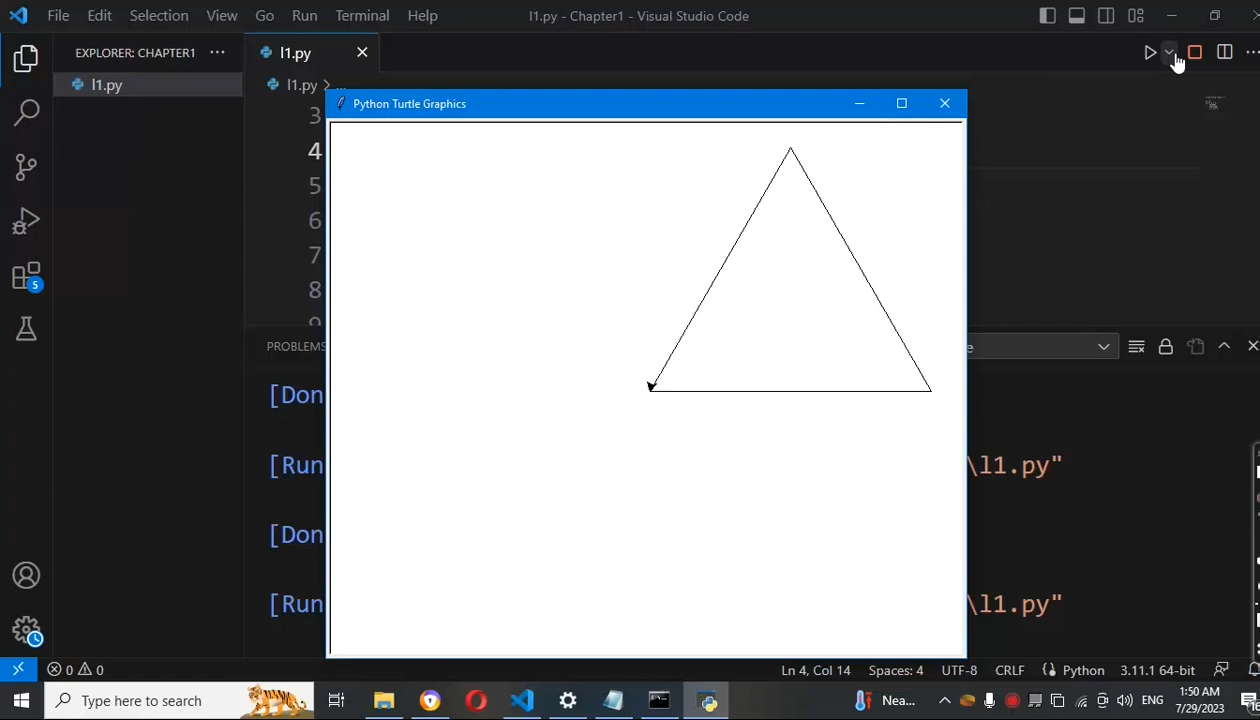 File Edit Selection View Go Run Terminal Help
l1.py - Chapter1 - Visual Studio Code
EXPLORER: CHAPTER1 ...
l1.py
l1.py
l1.py > ...
Python Turtle Graphics
3
4
5
6
7
8
9
PROBLEMS
[Don
[Run
\l1.py"
[Don
[Run
\l1.py"
5
0 0
Ln 4, Col 14 Spaces: 4 UTF-8 CRLF Python 3.11.1 64-bit
Type here to search
Nea...
ENG
1:50 AM
7/29/2023